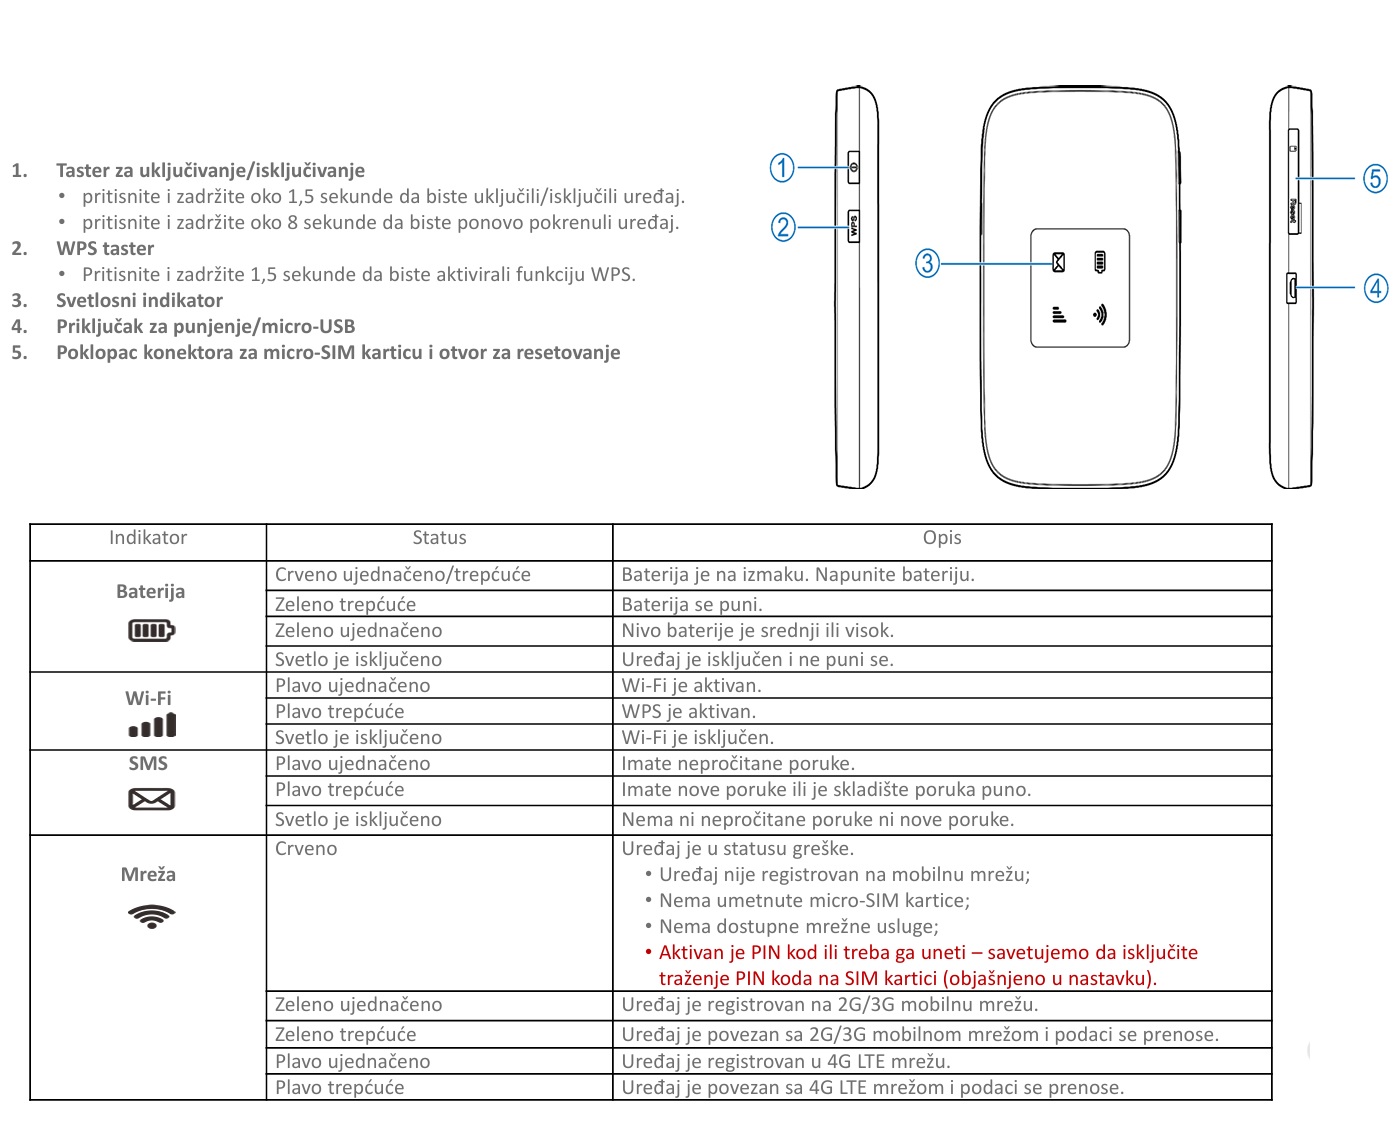 1. Taster za uključivanje/isključivanje
• pritisnite i zadržite oko 1,5 sekunde da biste uključili/isključili uređaj.
• pritisnite i zadržite oko 8 sekunde da biste ponovo pokrenuli uređaj.
2. WPS taster
• Pritisnite i zadržite 1,5 sekunde da biste aktivirali funkciju WPS.
3. Svetlosni indikator
4. Priključak za punjenje/micro-USB
5. Poklopac konektora za micro-SIM karticu i otvor za resetovanje
1
2
WPS
3
5
Reset
4
Indikator Status Opis
Baterija
Crveno ujednačeno/trepćuće Baterija je na izmaku. Napunite bateriju.
Zeleno trepćuće Baterija se puni.
Zeleno ujednačeno Nivo baterije je srednji ili visok.
Svetlo je isključeno Uređaj je isključen i ne puni se.
Wi-Fi
Plavo ujednačeno Wi-Fi je aktivan.
Plavo trepćuće WPS je aktivan.
Svetlo je isključeno Wi-Fi je isključen.
SMS
Plavo ujednačeno Imate nepročitane poruke.
Plavo trepćuće Imate nove poruke ili je skladište poruka puno.
Svetlo je isključeno Nema ni nepročitane poruke ni nove poruke.
Mreža
Crveno Uređaj je u statusu greške.
• Uređaj nije registrovan na mobilnu mrežu;
• Nema umetnute micro-SIM kartice;
• Nema dostupne mrežne usluge;
• Aktivan je PIN kod ili treba ga uneti – savetujemo da isključite
traženje PIN koda na SIM kartici (objašnjeno u nastavku).
Zeleno ujednačeno Uređaj je registrovan na 2G/3G mobilnu mrežu.
Zeleno trepćuće Uređaj je povezan sa 2G/3G mobilnom mrežom i podaci se prenose.
Plavo ujednačeno Uređaj je registrovan u 4G LTE mrežu.
Plavo trepćuće Uređaj je povezan sa 4G LTE mrežom i podaci se prenose.